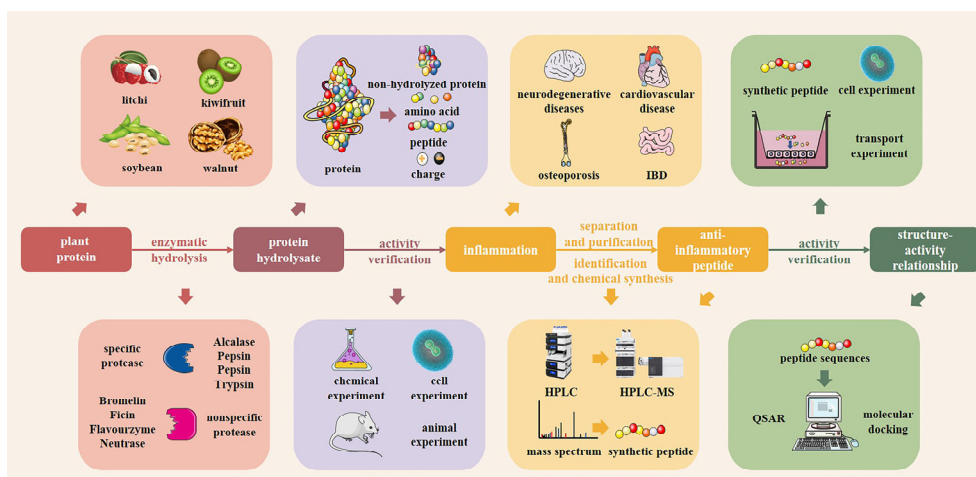 litchi
kiwifruit
soybean
walnut
non-hydrolyzed protein
amino acid
peptide
protein
charge
neurodegenerative
diseases
cardiovascular
disease
osteoporosis
IBD
synthetic peptide
cell experiment
transport
experiment
plant
protein
enzymatic
hydrolysis
protein
hydrolysate
activity
verification
inflammation
separation
and purification
identification
and chemical synthesis
anti-
inflammatory
peptide
activity
verification
structure-
activity
relationship
specific
protease
Alcalase
Pepsin
Pepsin
Trypsin
Bromelin
Ficin
Flavourzyme
Neutrase
nonspecific
protease
chemical
experiment
cell
experiment
animal
experiment
HPLC
HPLC-MS
mass spectrum
synthetic peptide
peptide sequences
QSAR
molecular
docking